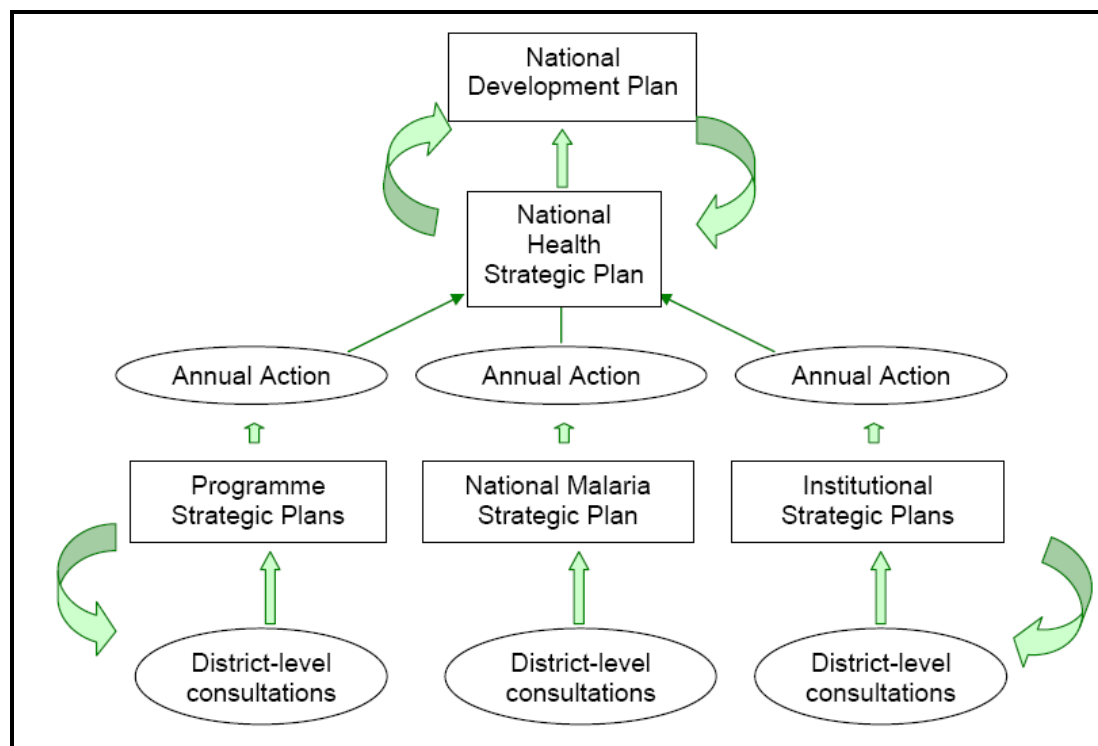 National
Development Plan
National
Health
Strategic Plan
Annual Action
Annual Action
Annual Action
Programme
Strategic Plans
National Malaria
Strategic Plan
Institutional
Strategic Plans
District-level
consultations
District-level
consultations
District-level
consultations